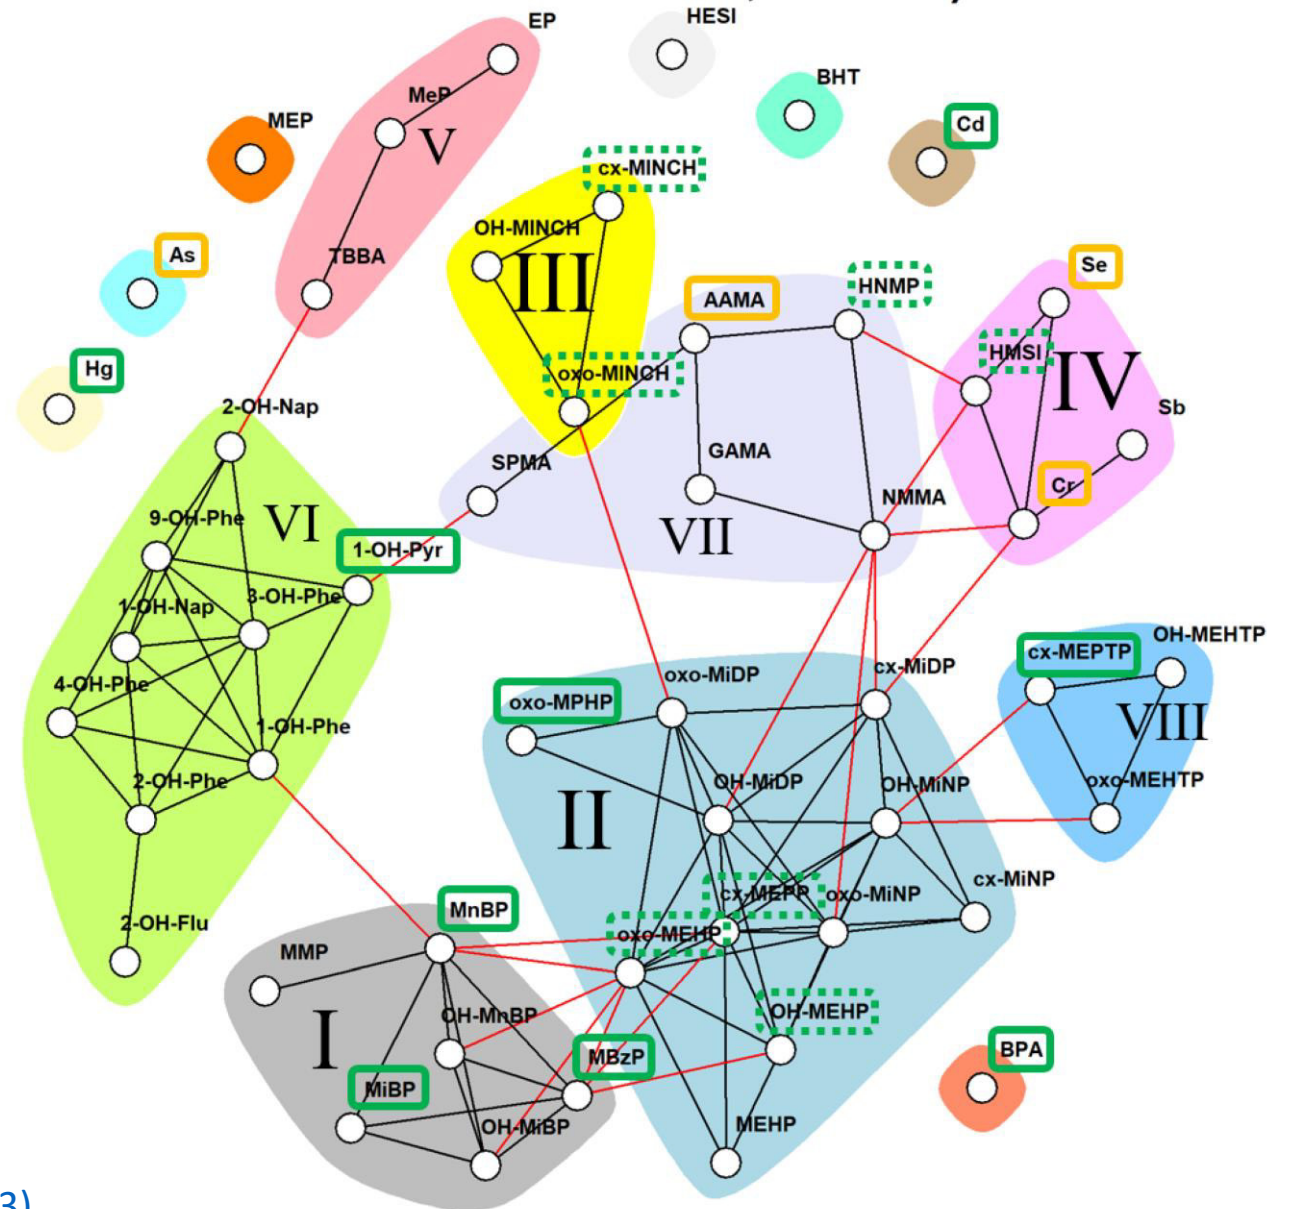 EP
HESI
MeP
BHT
MEP
V
Cd
cx-MINCH
OH-MINCH
As
TBBA
III
Se
AAMA
HNMP
HMSI
IV
Hg
oxo-MINCH
2-OH-Nap
Sb
GAMA
SPMA
Cr
NMMA
9-OH-Phe
VI
VII
1-OH-Pyr
3-OH-Phe
1-OH-Nap
OH-MEHTP
cx-MEPTP
cx-MiDP
oxo-MiDP
4-OH-Phe
oxo-MPHP
VIII
1-OH-Phe
2-OH-Phe
OH-MiDP
OH-MiNP
oxo-MEHTP
II
cx-MiNP
cx-MEPP
oxo-MiNP
MnBP
2-OH-Flu
oxo-MEHP
MMP
OH-MnBP
OH-MEHP
I
MBzP
BPA
MiBP
OH-MiBP
MEHP
3)